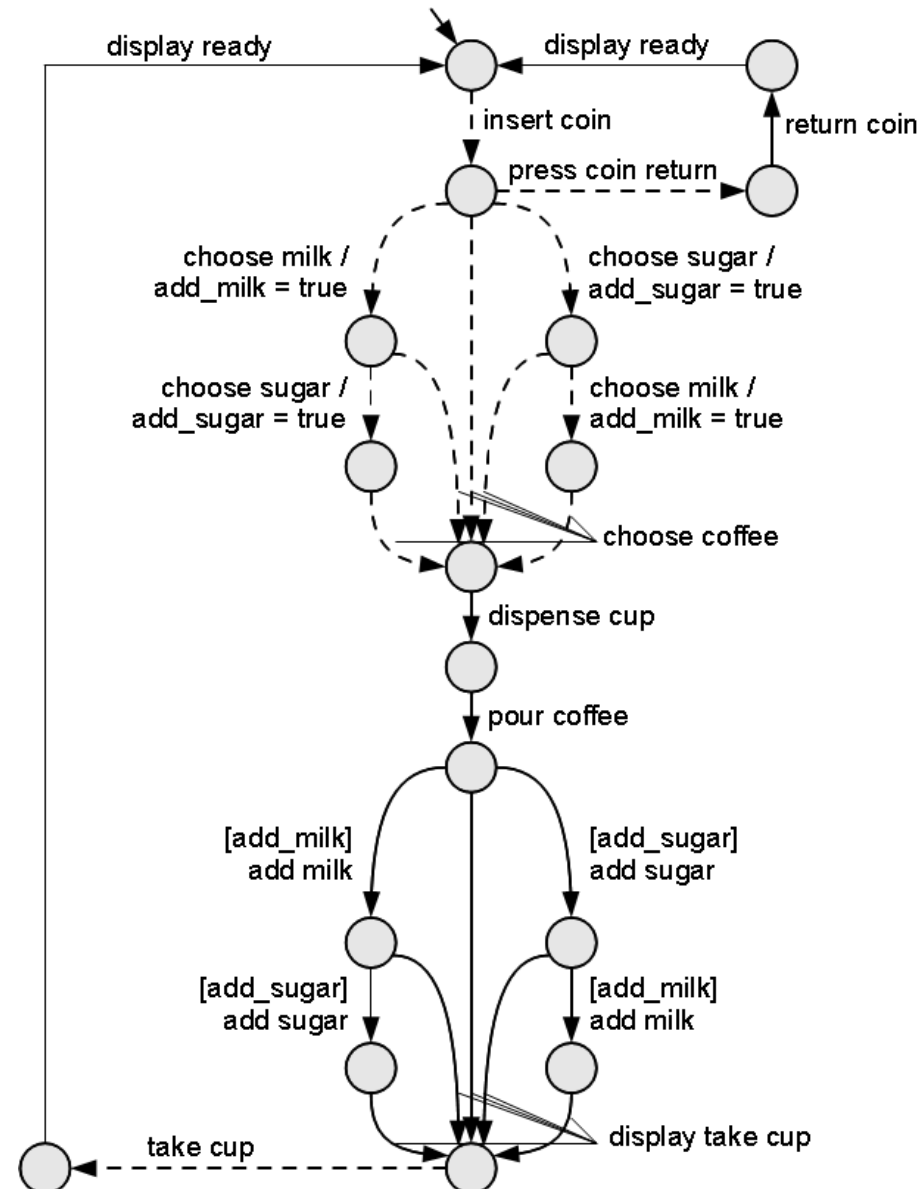 display ready
display ready
insert coin
return coin
press coin return
choose milk /
add_milk = true
choose sugar /
add_sugar = true
choose sugar /
add_sugar = true
choose milk /
add_milk = true
choose coffee
dispense cup
pour coffee
[add_milk]
add milk
[add_sugar]
add sugar
[add_sugar]
add sugar
[add_milk]
add milk
display take cup
take cup